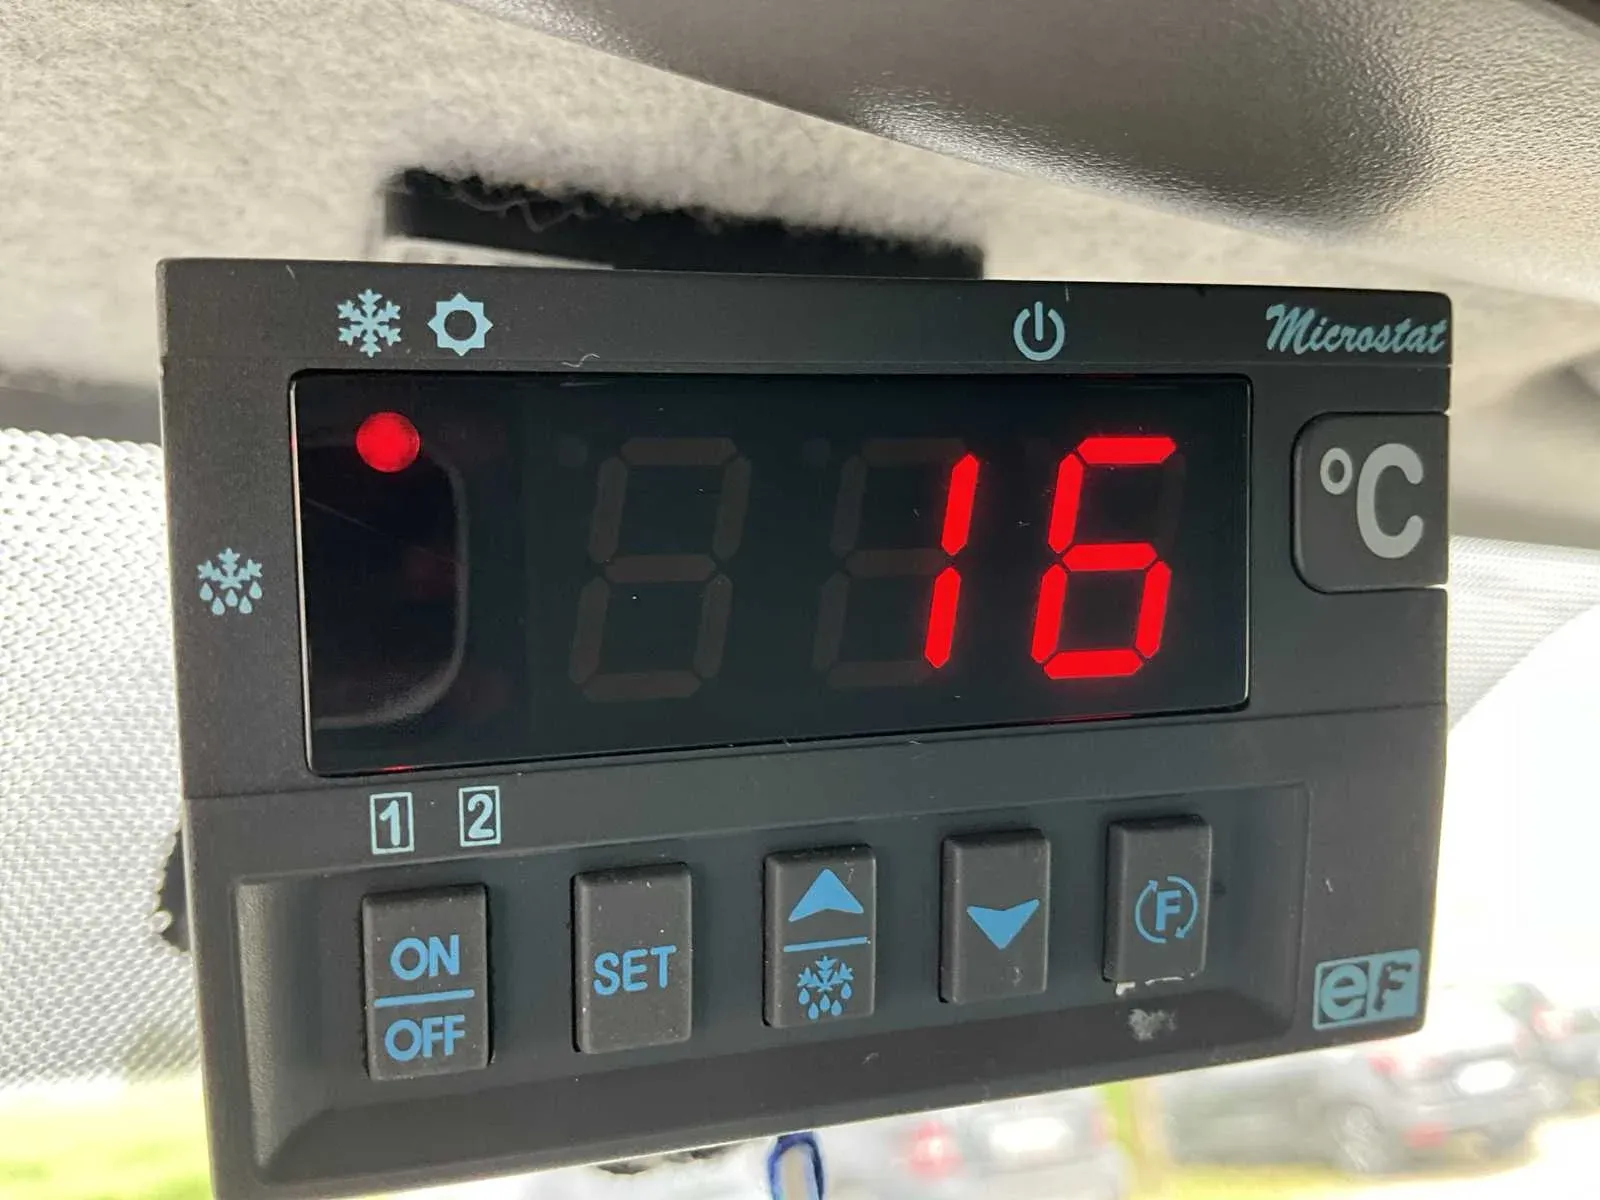 Microstat
16
°C
1 2
ON
OFF
SET
F
eF